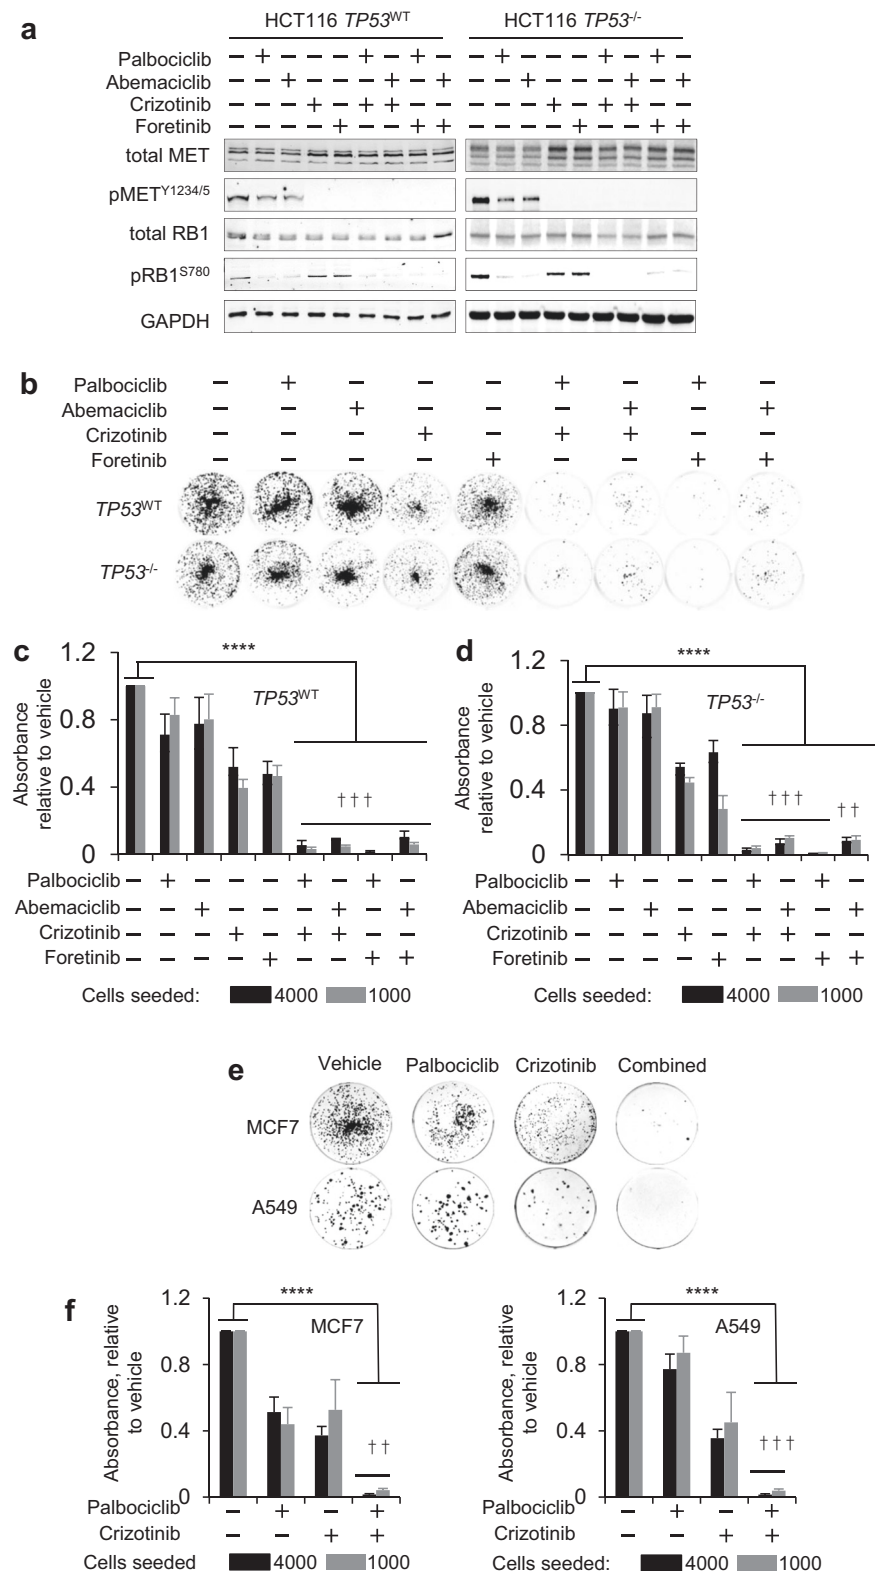 a
HCT116 TP53WT HCT116 TP53-/-
Palbociclib − + − − − + − + − − + − − − + − + −
Abemaciclib − − + − − − + − + − − + − − − + − +
Crizotinib − − − + − + + − − − − − + − + + − −
Foretinib − − − − + − − + + − − − − + − − + +
total MET
pMETY1234/5
total RB1
pRB1S780
GAPDH
b
Palbociclib − + − − − + − + −
Abemaciclib − − + − − − + − +
Crizotinib − − − + − + + − −
Foretinib − − − − + − − + +
TP53WT
TP53-/-
c
Absorbance
relative to vehicle
1.2
0.8
0.4
0
****
TP53WT
†††
Palbociclib − + − − − + − + −
Abemaciclib − − + − − − + − +
Crizotinib − − − + − + + − −
Foretinib − − − − + − − + +
Cells seeded: 4000 1000
d
Absorbance
relative to vehicle
1.2
0.8
0.4
0
****
TP53-/-
††† ††
Palbociclib − + − − − + − + −
Abemaciclib − − + − − − + − +
Crizotinib − − − + − + + − −
Foretinib − − − − + − − + +
Cells seeded: 4000 1000
e
Vehicle Palbociclib Crizotinib Combined
MCF7
A549
f
Absorbance, relative
to vehicle
1.2
0.8
0.4
0
****
MCF7
††
Palbociclib − + − +
Crizotinib − − + +
Cells seeded 4000 1000
Absorbance, relative
to vehicle
1.2
0.8
0.4
0
****
A549
†††
Palbociclib − + − +
Crizotinib − − + +
Cells seeded: 4000 1000